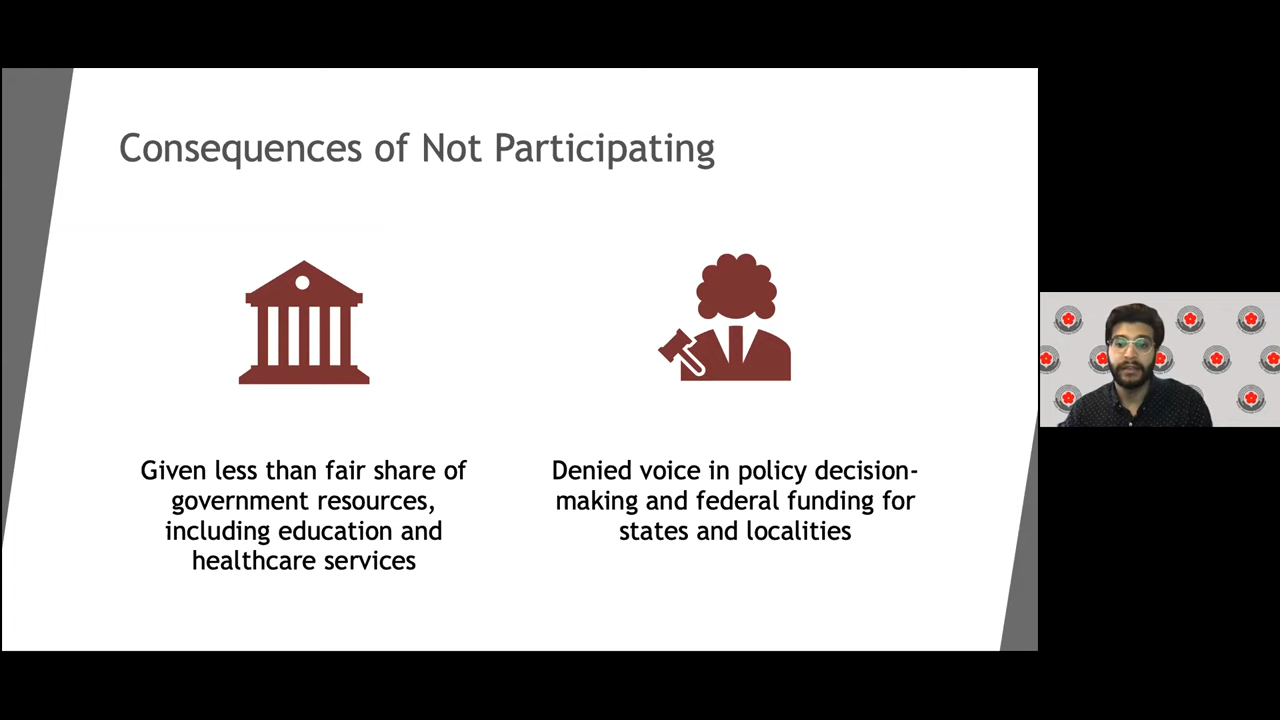 Consequences of Not Participating
Given less than fair share of
government resources,
including education and
healthcare services
Denied voice in policy decision-
making and federal funding for
states and localities